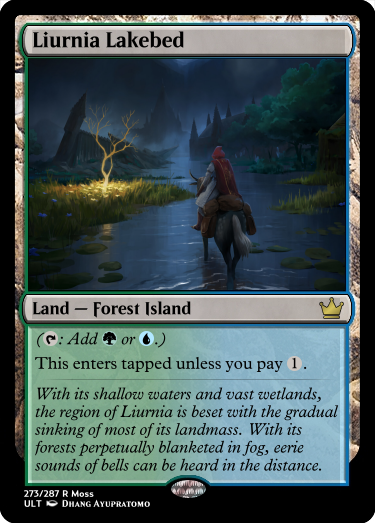 Liurnia Lakebed
Land — Forest Island
(: Add or .)
This enters tapped unless you pay 1.
With its shallow waters and vast wetlands,
the region of Liurnia is beset with the gradual
sinking of most of its landmass. With its
forests perpetually blanketed in fog, eerie
sounds of bells can be heard in the distance.
273/287 R Moss
ULT Dhang Ayupratomo